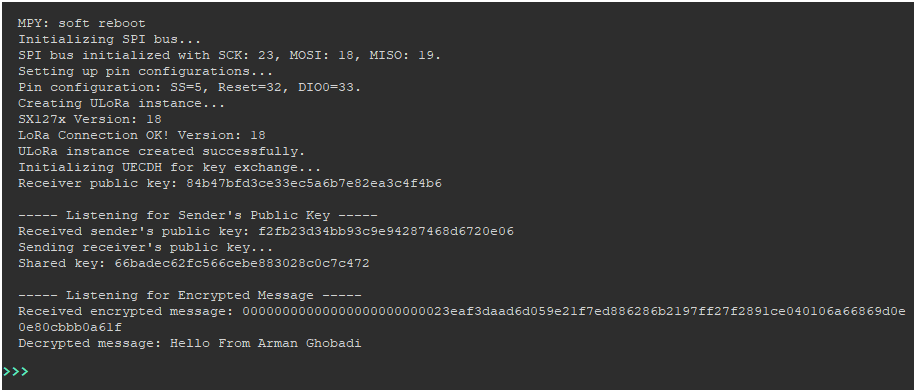 MPY: soft reboot
Initializing SPI bus...
SPI bus initialized with SCK: 23, MOSI: 18, MISO: 19.
Setting up pin configurations...
Pin configuration: SS=5, Reset=32, DIO0=33.
Creating ULoRa instance...
SX127x Version: 18
LoRa Connection OK! Version: 18
ULoRa instance created successfully.
Initializing UECDH for key exchange...
Receiver public key: 84b47bfd3ce33ec5a6b7e82ea3c4f4b6
----- Listening for Sender's Public Key -----
Received sender's public key: f2fb23d34bb93c9e94287468d6720e06
Sending receiver's public key...
Shared key: 66badec62fc566cebe883028c0c7c472
----- Listening for Encrypted Message -----
Received encrypted message: 000000000000000000000000023eaf3daad6d059e21f7ed886286b2197ff27f2891ce040106a66869d0e
0e80cbbb0a61f
Decrypted message: Hello From Arman Ghobadi
>>>